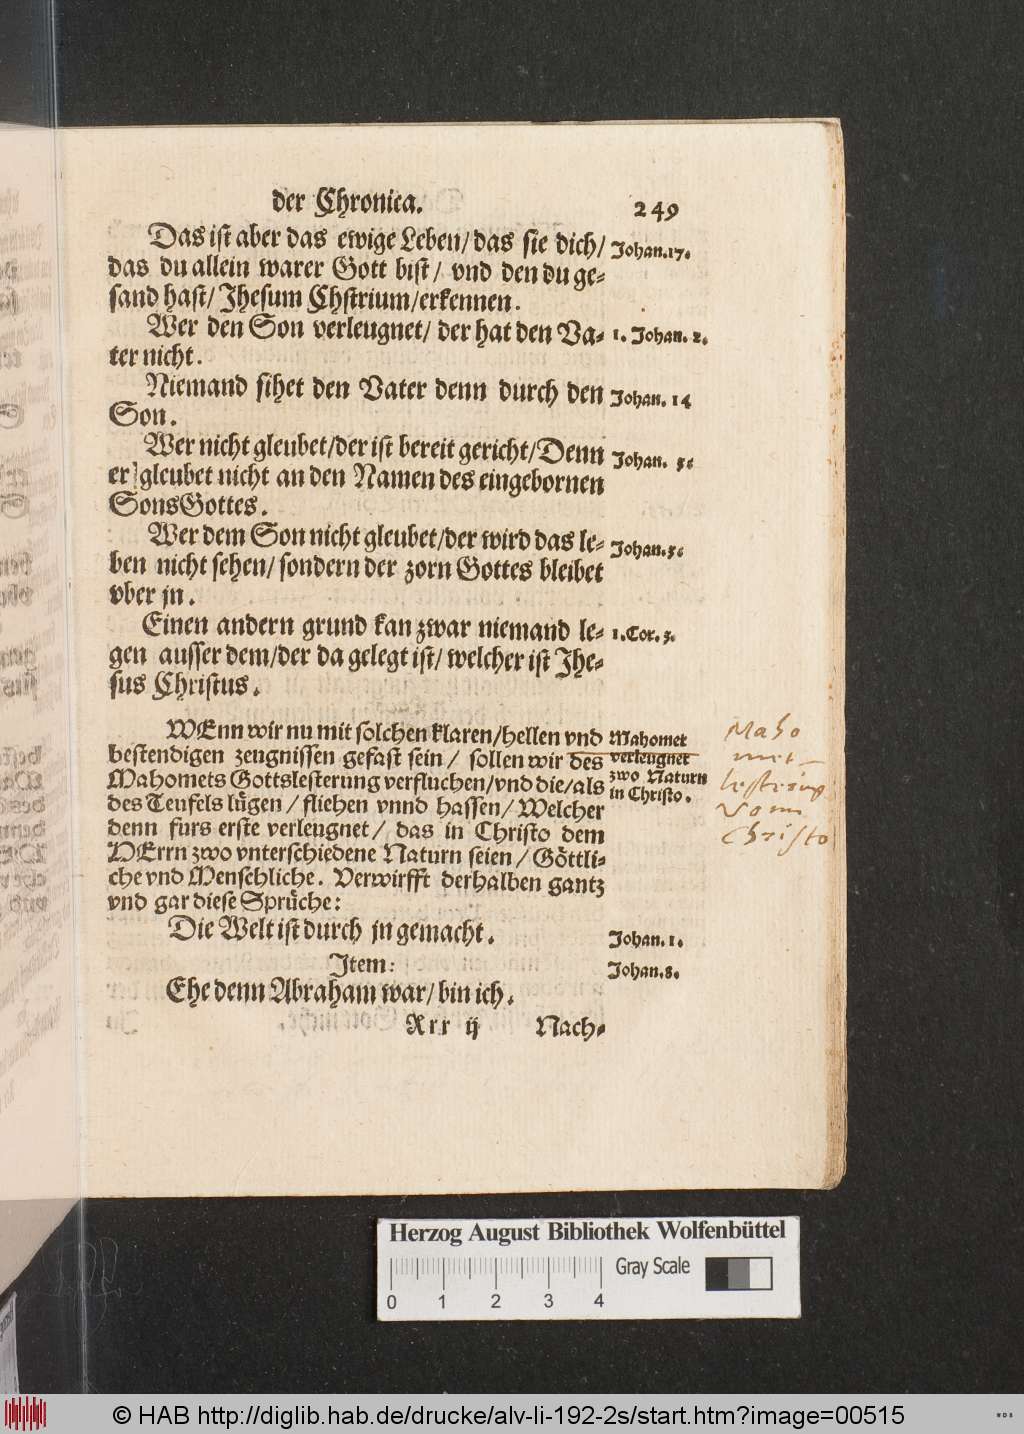 der Chronica. 249
Das ist aber das ewige Leben/das sie dich/ Johan.17.
das du allein warer Gott bist/ vnd den du ge-
sand hast/ Jhesum Chstrium/erkennen.
Wer den Son verleugnet/ der hat den Va- 1. Johan. 2.
ter nicht.
Niemand sihet den Vater denn durch den Johan. 14
Son.
Wer nicht gleubet/der ist bereit gericht/Denn Johan. 3.
er gleubet nicht an den Namen des eingebornen
SonsGottes.
Wer dem Son nicht gleubet/der wird das le- Johan.3.
ben nicht sehen/ sondern der zorn Gottes bleibet
vber jn.
Einen andern grund kan zwar niemand le- 1.Cor. 3.
gen ausser dem/der da gelegt ist/ welcher ist Jhe-
sus Christus.
WEnn wir nu mit solchen klaren/hellen vnd Mahomet
bestendigen zeugnissen gefast sein/ sollen wir des verleugnet
Mahomets Gottslesterung verfluchen/vnd die/als zwo Naturn
des Teufels lügen/ fliehen vnnd hassen/ Welcher in Christo.
denn furs erste verleugnet/ das in Christo dem
HErrn zwo vnterschiedene Naturn seien/ Göttli-
che vnd Menschliche. Verwirfft derhalben gantz
vnd gar diese Sprüche:
Maho
met
lesterung
vom
Christo
Die Welt ist durch jn gemacht. Johan. 1.
Item: Johan.8.
Ehe denn Abraham war/ bin ich.
Rrr ij Nach-
Herzog August Bibliothek Wolfenbüttel
Gray Scale
0 1 2 3 4
© HAB http://diglib.hab.de/drucke/alv-li-192-2s/start.htm?image=00515